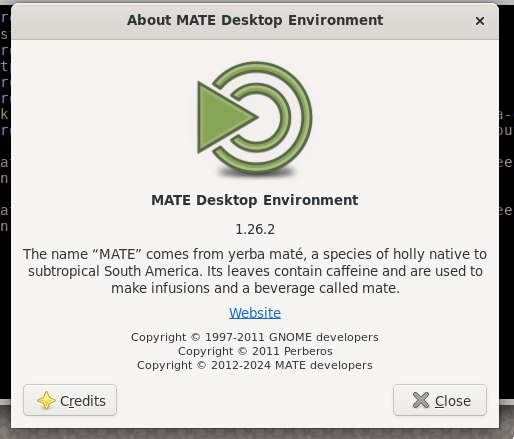 About MATE Desktop Environment
MATE Desktop Environment
1.26.2
The name “MATE” comes from yerba maté, a species of holly native to
subtropical South America. Its leaves contain caffeine and are used to
make infusions and a beverage called mate.
Website
Copyright © 1997-2011 GNOME developers
Copyright © 2011 Perberos
Copyright © 2012-2024 MATE developers
Credits
Close